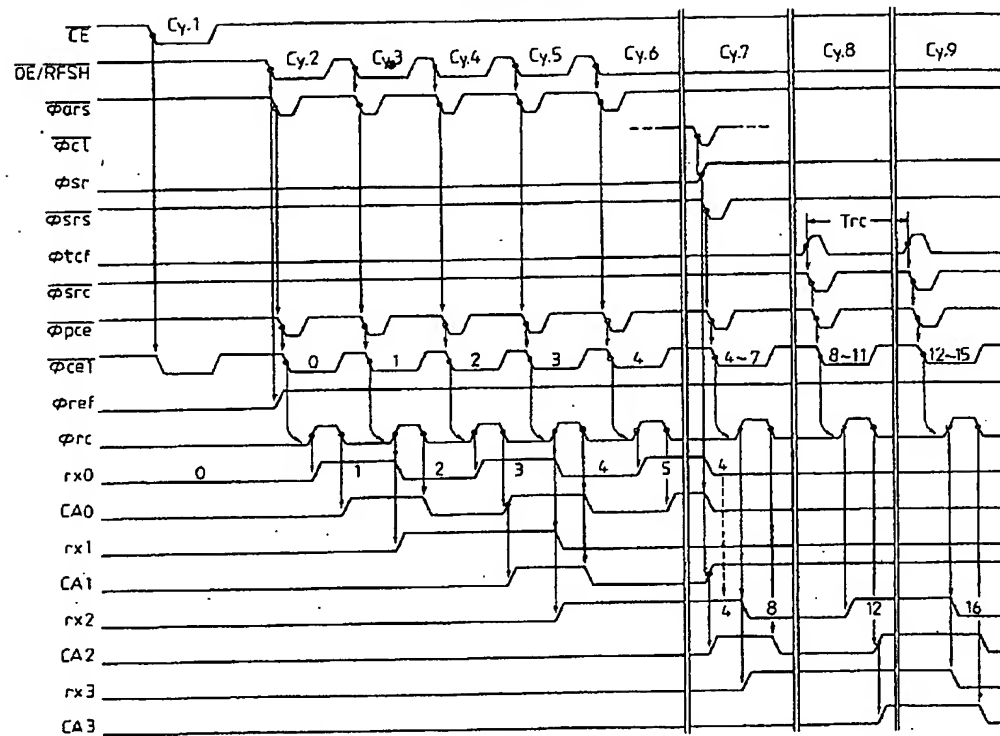 CE Cy.1
OE/RFSH Cy.2 Cy.3 Cy.4 Cy.5 Cy.6 Cy.7 Cy.8 Cy.9
φars
φcl
φsr
φsrs
Trc
φtcf
φsrc
φpce
φce1 0 1 2 3 4 4~7 8~11 12~15
φref
φrc
rx0 0 1 2 3 4 5 4
CA0
rx1
CA1
rx2 4 8 12 16
CA2
rx3
CA3